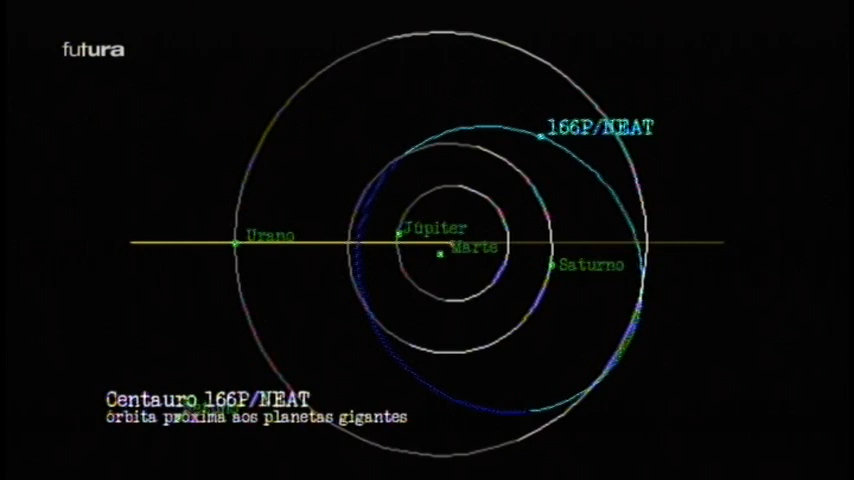 futura
166P/NEAT
Urano
Júpiter
Marte
Saturno
Centauro 166P/NEAT
órbita próxima aos planetas gigantes